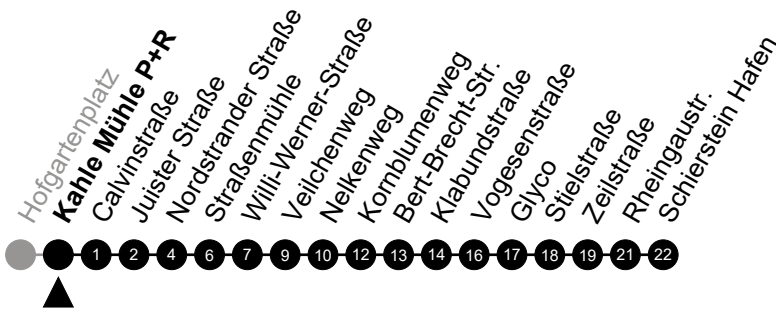 Hofgartenplatz
Kahle Mühle P+R
Calvinstraße
Juister Straße
Nordstrander Straße
Straßenmühle
Willi-Werner-Straße
Veilchenweg
Nelkenweg
Kornblumenweg
Bert-Brecht-Str.
Klabundstraße
Vogesenstraße
Glyco
Stielstraße
Zeilstraße
Rheingaustr.
Schierstein Hafen
1 2 4 6 7 9 10 12 13 14 16 17 18 19 21 22